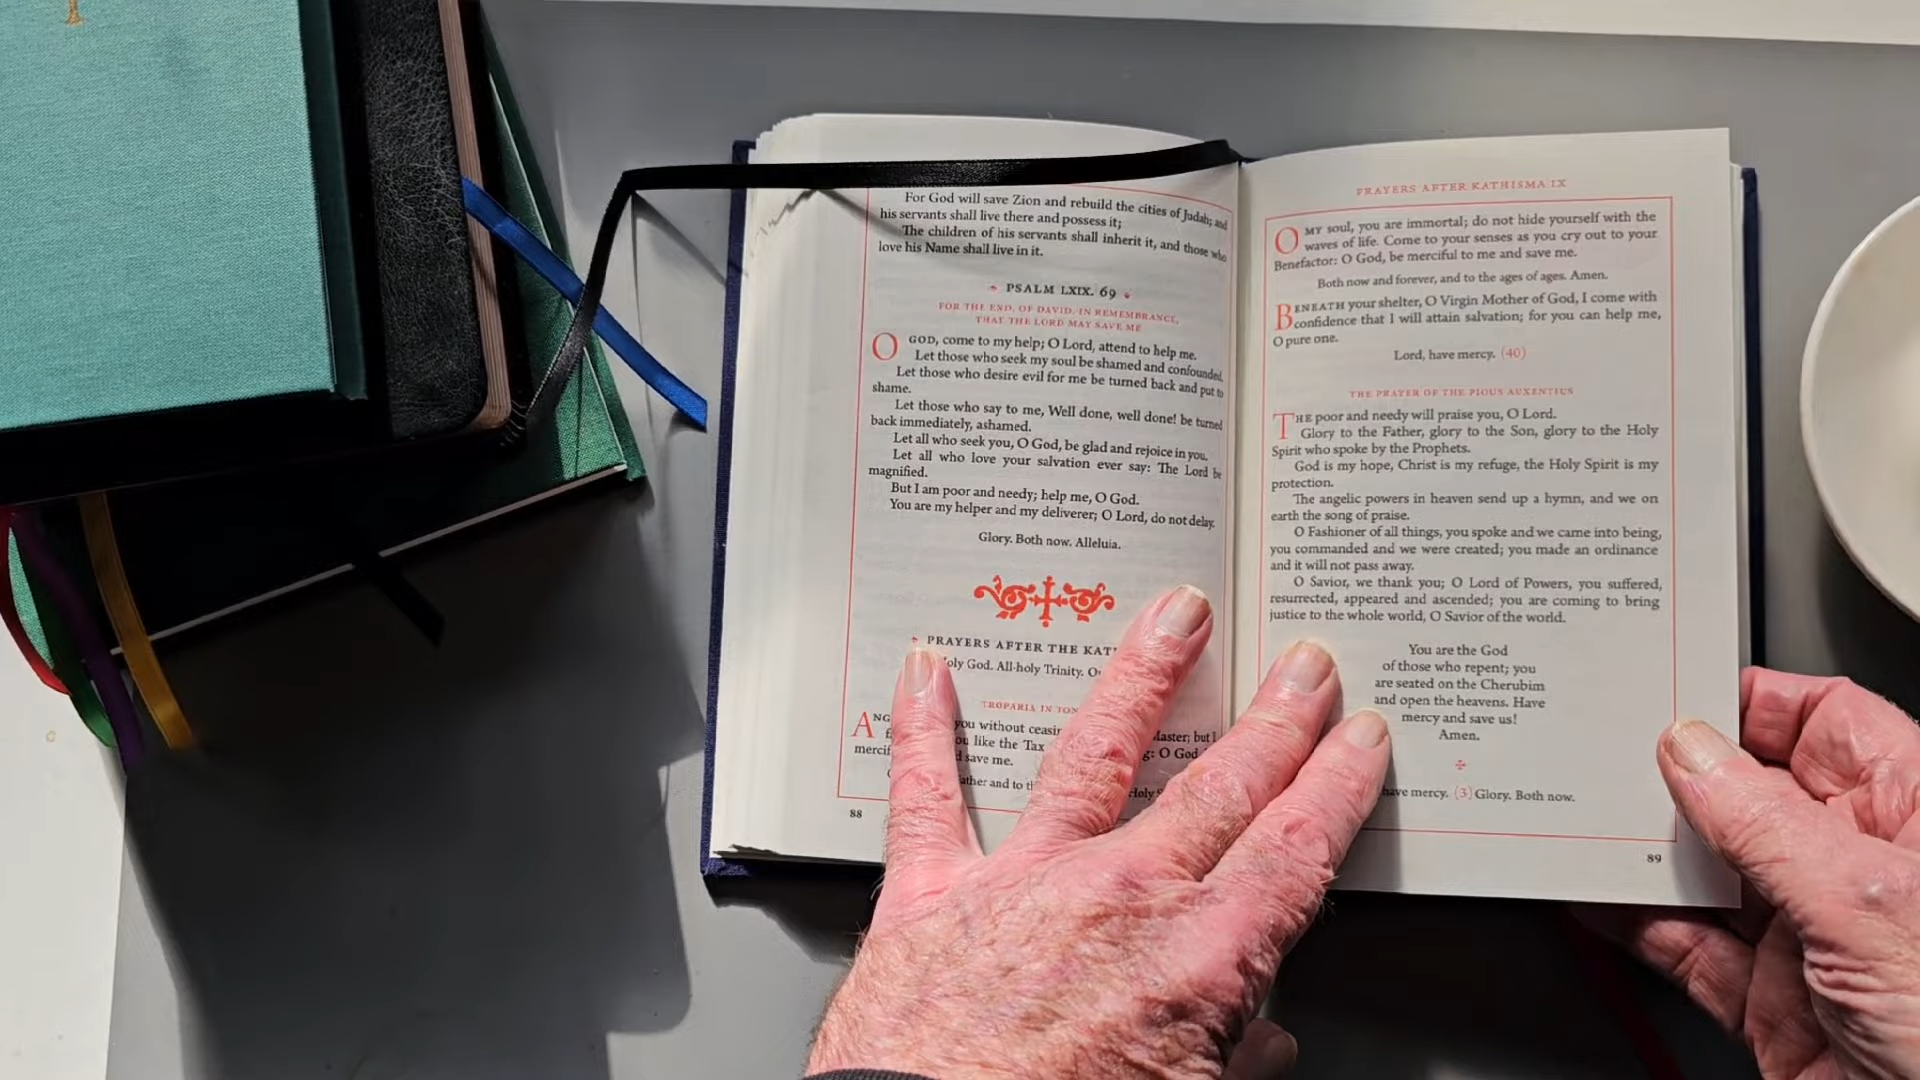 For God will save Zion and rebuild the cities of Judah; and
his servants shall live there and possess it;
The children of his servants shall inherit it, and those who
love his Name shall live in it.
PSALM LXIX. 69
FOR THE END, OF DAVID, IN REMEMBRANCE,
THAT THE LORD MAY SAVE ME
O GOD, come to my help; O Lord, attend to help me.
Let those who seek my soul be shamed and confounded.
Let those who desire evil for me be turned back and put to
shame.
Let those who say to me, Well done, well done! be turned
back immediately, ashamed.
Let all who seek you, O God, be glad and rejoice in you.
Let all who love your salvation ever say: The Lord be
magnified.
But I am poor and needy; help me, O God.
You are my helper and my deliverer; O Lord, do not delay.
Glory. Both now. Alleluia.
PRAYERS AFTER THE
God. All-holy Trinity.
TROPARIA IN
you without
like the Tax
save me.
and to
88
PRAYERS AFTER KATHISMA IX
O MY soul, you are immortal; do not hide yourself with the
waves of life. Come to your senses as you cry out to your
Benefactor: O God, be merciful to me and save me.
Both now and forever, and to the ages of ages. Amen.
BENEATH your shelter, O Virgin Mother of God, I come with
confidence that I will attain salvation; for you can help me,
O pure one.
Lord, have mercy. (40)
THE PRAYER OF THE PIOUS AUXENTIUS
THE poor and needy will praise you, O Lord.
Glory to the Father, glory to the Son, glory to the Holy
Spirit who spoke by the Prophets.
God is my hope, Christ is my refuge, the Holy Spirit is my
protection.
The angelic powers in heaven send up a hymn, and we on
earth the song of praise.
O Fashioner of all things, you spoke and we came into being,
you commanded and we were created; you made an ordinance
and it will not pass away.
O Savior, we thank you; O Lord of Powers, you suffered,
resurrected, appeared and ascended; you are coming to bring
justice to the whole world, O Savior of the world.
You are the God
of those who repent; you
are seated on the Cherubim
and open the heavens. Have
mercy and save us!
Amen.
have mercy. (3) Glory. Both now.
89